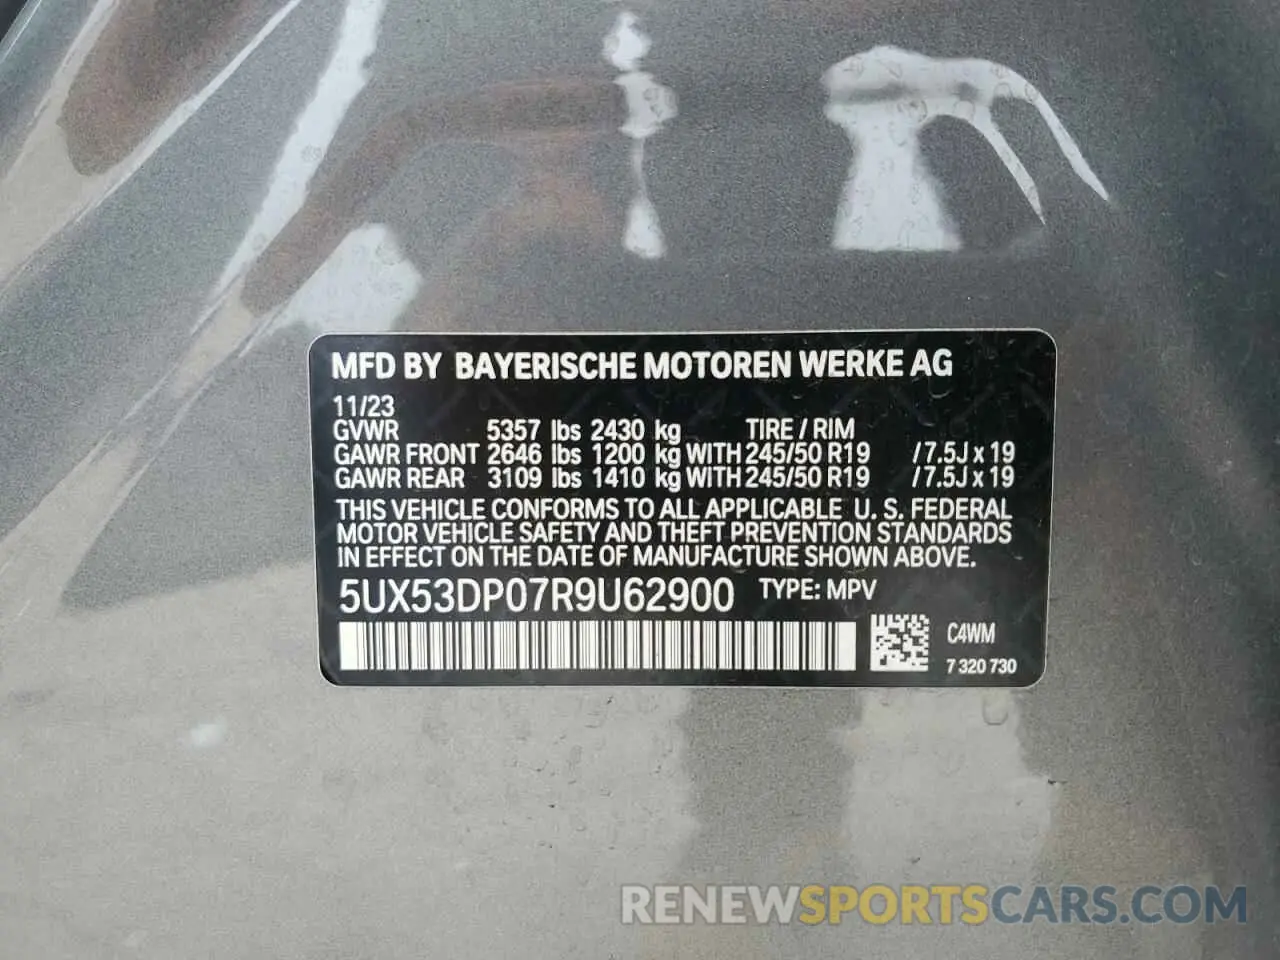 MFD BY BAYERISCHE MOTOREN WERKE AG
11/23
GVWR 5357 lbs 2430 kg TIRE / RIM
GAWR FRONT 2646 lbs 1200 kg WITH 245/50 R19 / 7.5J x 19
GAWR REAR 3109 lbs 1410 kg WITH 245/50 R19 / 7.5J x 19
THIS VEHICLE CONFORMS TO ALL APPLICABLE U. S. FEDERAL
MOTOR VEHICLE SAFETY AND THEFT PREVENTION STANDARDS
IN EFFECT ON THE DATE OF MANUFACTURE SHOWN ABOVE.
5UX53DP07R9U62900 TYPE: MPV
C4WM
7 320 730
RENEWSPORTSCARS.COM